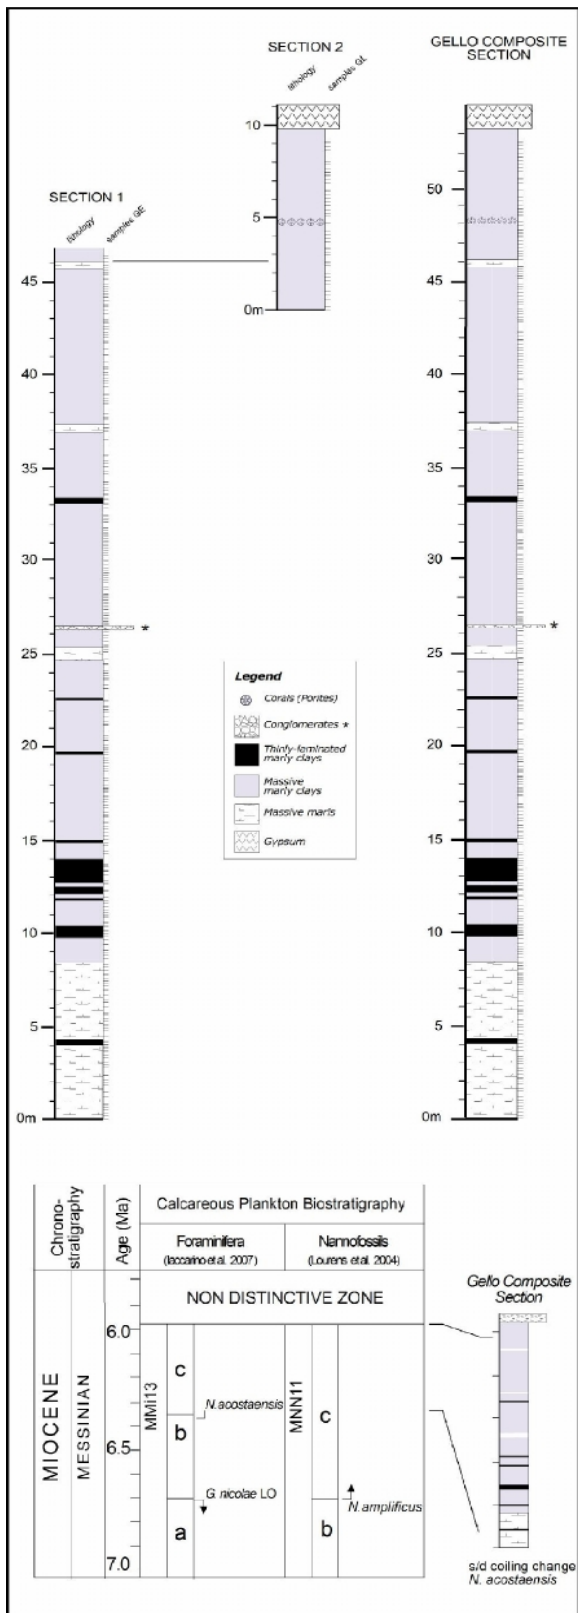 SECTION 2
lithology
samples GL
GELLO COMPOSITE
SECTION
10
5
0m
SECTION 1
lithology
samples GE
45
40
35
30
*
25
20
15
10
5
0m
50
45
40
35
30
*
25
20
15
10
5
0m
Legend
Corals (Porites)
Conglomerates *
Thinly-laminated
marly clays
Massive
marly clays
Massive marls
Gypsum
Chrono-
stratigraphy
Age (Ma)
Calcareous Plankton Biostratigraphy
Foraminifera
(Iaccarino et al. 2007)
Nannofossils
(Lourens et al. 2004)
NON DISTINCTIVE ZONE
Gello Composite
Section
MIOCENE
MESSINIAN
6.0
6.5
7.0
MMi13
c
N.acostaensis
b
G.nicolae LO
a
MNN11
c
N.amplificus
b
s/d coiling change
N. acostaensis